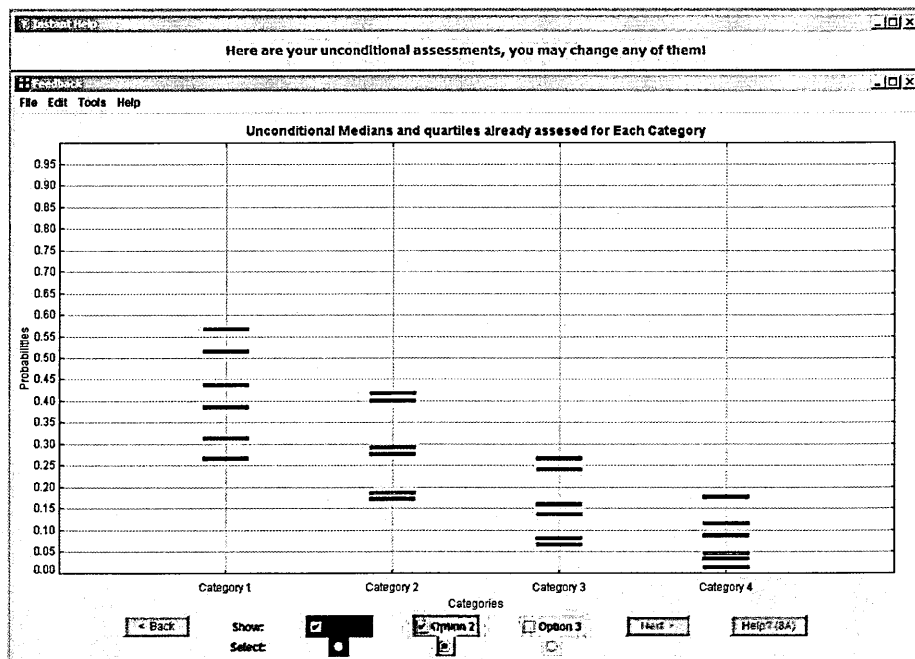 Instant Help
Here are your unconditional assessments, you may change any of them!
Feedback
File Edit Tools Help
Unconditional Medians and quartiles already assesed for Each Category
0.95
0.90
0.85
0.80
0.75
0.70
0.65
0.60
0.55
0.50
0.45
0.40
0.35
0.30
0.25
0.20
0.15
0.10
0.05
0.00
Probabilities
Category 1 Category 2 Category 3 Category 4
Categories
< Back Show: Option 2 Option 3 Next > Help? (8A)
Select: